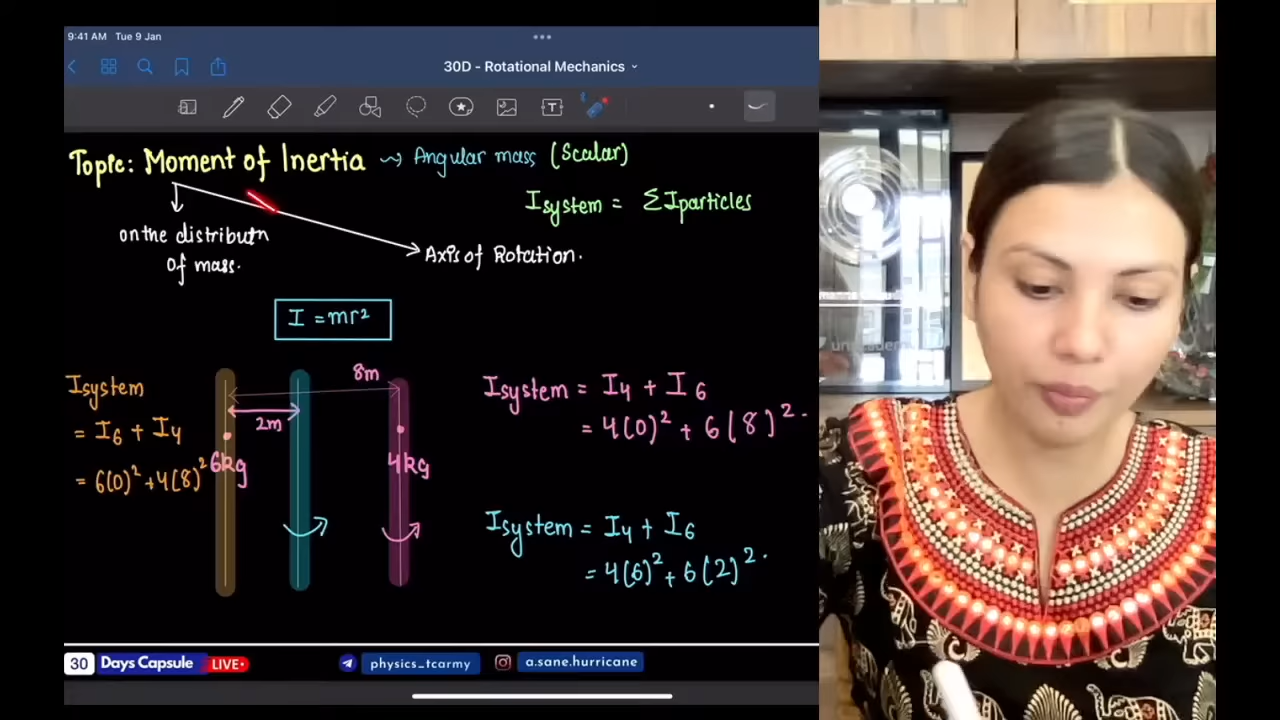 9:41 AM Tue 9 Jan
30D - Rotational Mechanics
Topic: Moment of Inertia ~> Angular mass (Scalar)
Isystem = ΣIparticles
on the distributn
of mass.
Axis of Rotation.
I = mr²
8m
2m
6kg
4kg
Isystem
= I6 + I4
= 6(0)² + 4(8)²
Isystem = I4 + I6
= 4(0)² + 6(8)².
Isystem = I4 + I6
= 4(6)² + 6(2)².
30 Days Capsule LIVE
physics_tcarmy
a.sane.hurricane